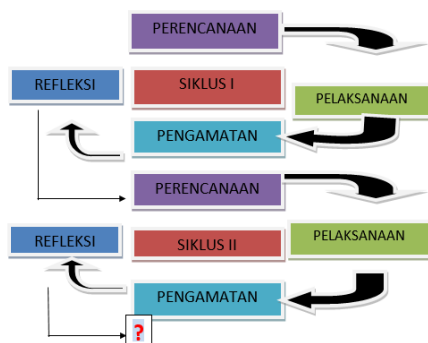 PERENCANAAN
REFLEKSI
SIKLUS I
PELAKSANAAN
PENGAMATAN
PERENCANAAN
REFLEKSI
SIKLUS II
PELAKSANAAN
PENGAMATAN
?